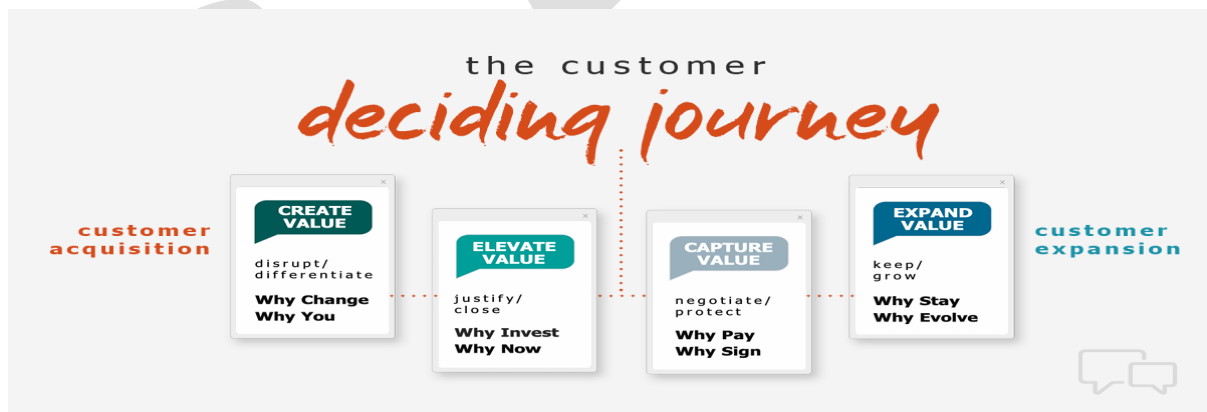 the customer
deciding journey
customer
acquisition
CREATE
VALUE
disrupt/
differentiate
Why Change
Why You
ELEVATE
VALUE
justify/
close
Why Invest
Why Now
CAPTURE
VALUE
negotiate/
protect
Why Pay
Why Sign
EXPAND
VALUE
keep/
grow
Why Stay
Why Evolve
customer
expansion